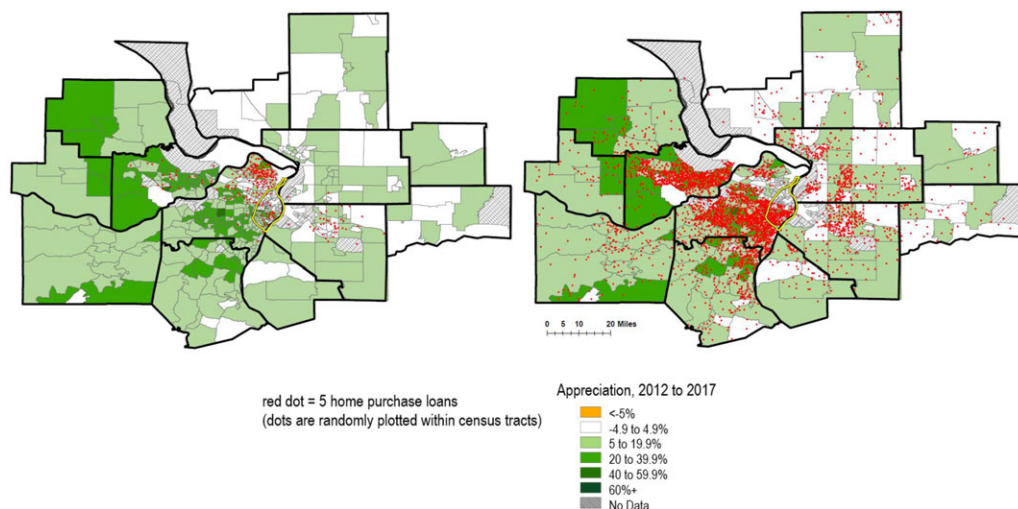 0 5 10 20 Miles
red dot = 5 home purchase loans
(dots are randomly plotted within census tracts)
Appreciation, 2012 to 2017
<-5%
-4.9 to 4.9%
5 to 19.9%
20 to 39.9%
40 to 59.9%
60%+
No Data